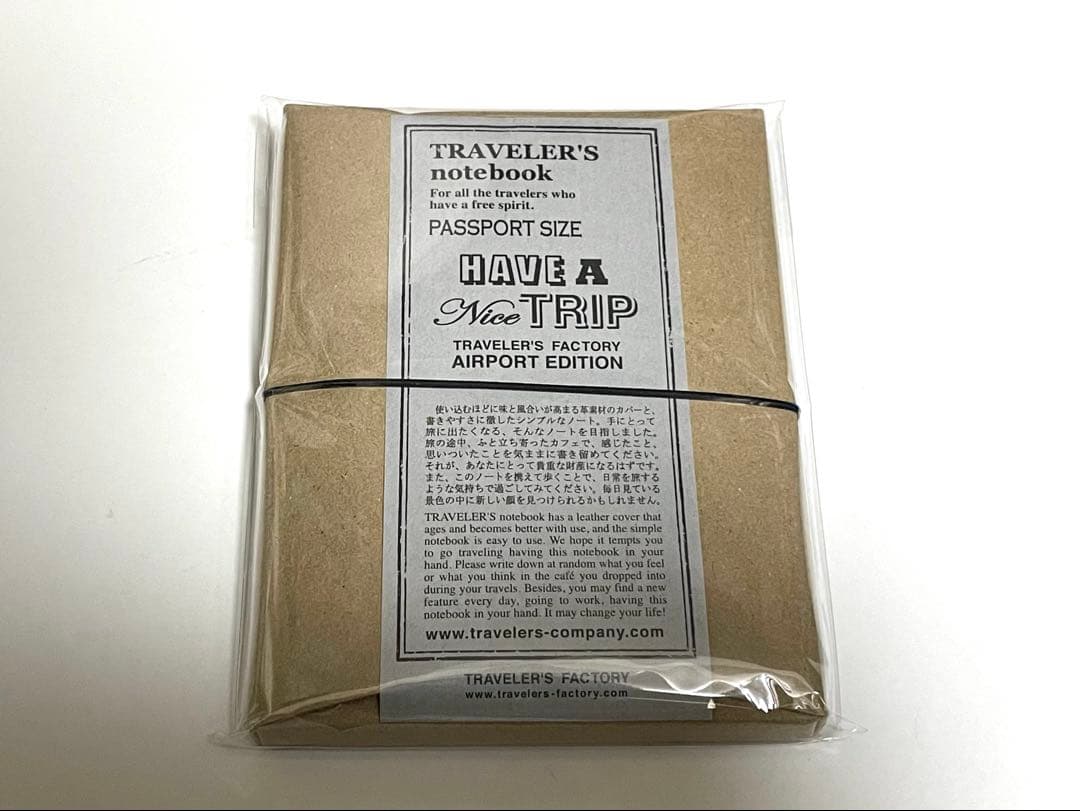 TRAVELER'S
notebook
For all the travelers who
have a free spirit.
PASSPORT SIZE
HAVE A
Nice TRIP
TRAVELER'S FACTORY
AIRPORT EDITION
使い込むほどに味と風合いが高まる革素材のカバーと、
書きやすさに徹したシンプルなノート。手にとって
旅に出たくなる、そんなノートを目指しました。
旅の途中、ふと立ち寄ったカフェで、感じたこと、
思いついたことを気ままに書き留めてください。
それが、あなたにとって貴重な財産になるはずです。
また、このノートを携えて歩くことで、日常を旅する
ような気持ちで過ごしてみてください。毎日見ている
景色の中に新しい顔を見つけられるかもしれません。
TRAVELER'S notebook has a leather cover that
ages and becomes better with use, and the simple
notebook is easy to use. We hope it tempts you
to go traveling having this notebook in your
hand. Please write down at random what you feel
or what you think in the café you dropped into
during your travels. Besides, you may find a new
feature every day, going to work, having this
notebook in your hand. It may change your life!
www.travelers-company.com
TRAVELER'S FACTORY
www.travelers-factory.com